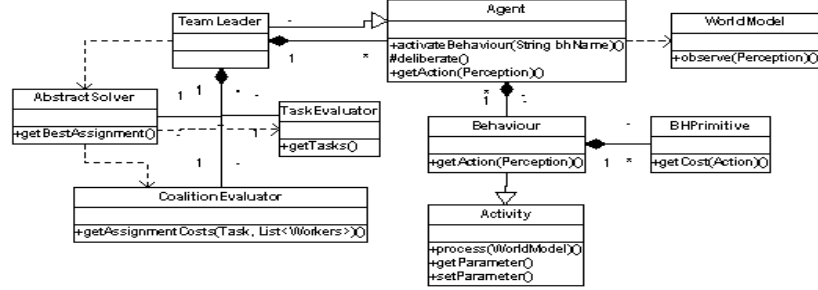 Team Leader
Agent
+activateBehaviour(String bhName)()
#deliberate()
+getAction(Perception)()
WorldModel
+observe(Perception)()
1
*
AbstractSolver
+getBestAssignment()
1
1
*
TaskEvaluator
+getTasks()
1
1
CoalitionEvaluator
+getAssignmentCosts(Task, List<Workers>)()
*
1
Behaviour
+getAction(Perception)()
1
*
BHPrimitive
+getCost(Action)()
Activity
+process(WorldModel)()
+getParameter()
+setParameter()